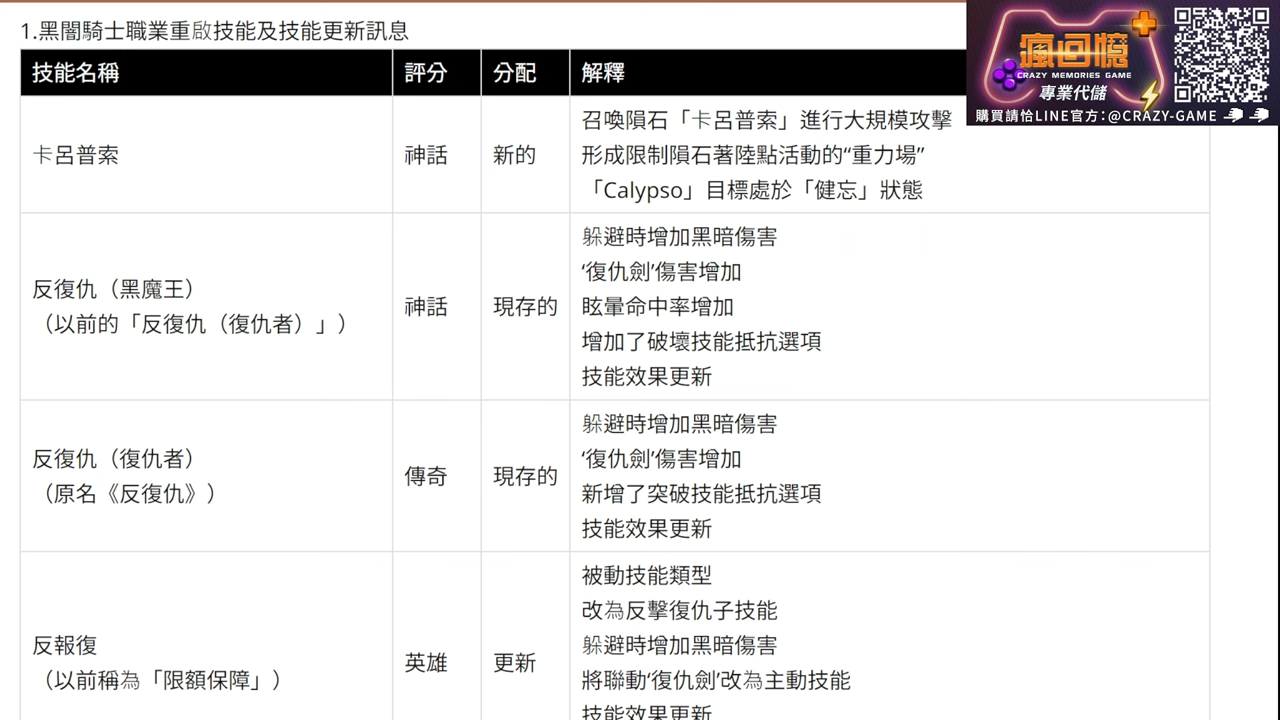 1.黑闇騎士職業重啟技能及技能更新訊息
瘋回憶
CRAZY MEMORIES GAME
專業代儲
購買請恰LINE官方:@CRAZY-GAME
技能名稱 評分 分配 解釋
卡呂普索 神話 新的
召喚隕石「卡呂普索」進行大規模攻擊
形成限制隕石著陸點活動的“重力場”
「Calypso」目標處於「健忘」狀態
反復仇（黑魔王）
（以前的「反復仇（復仇者）」）
神話 現存的
躲避時增加黑暗傷害
‘復仇劍’傷害增加
眩暈命中率增加
增加了破壞技能抵抗選項
技能效果更新
反復仇（復仇者）
（原名《反復仇》）
傳奇 現存的
躲避時增加黑暗傷害
‘復仇劍’傷害增加
新增了突破技能抵抗選項
技能效果更新
反報復
（以前稱為「限額保障」）
英雄 更新
被動技能類型
改為反擊復仇子技能
躲避時增加黑暗傷害
將聯動‘復仇劍’改為主動技能
技能效果更新